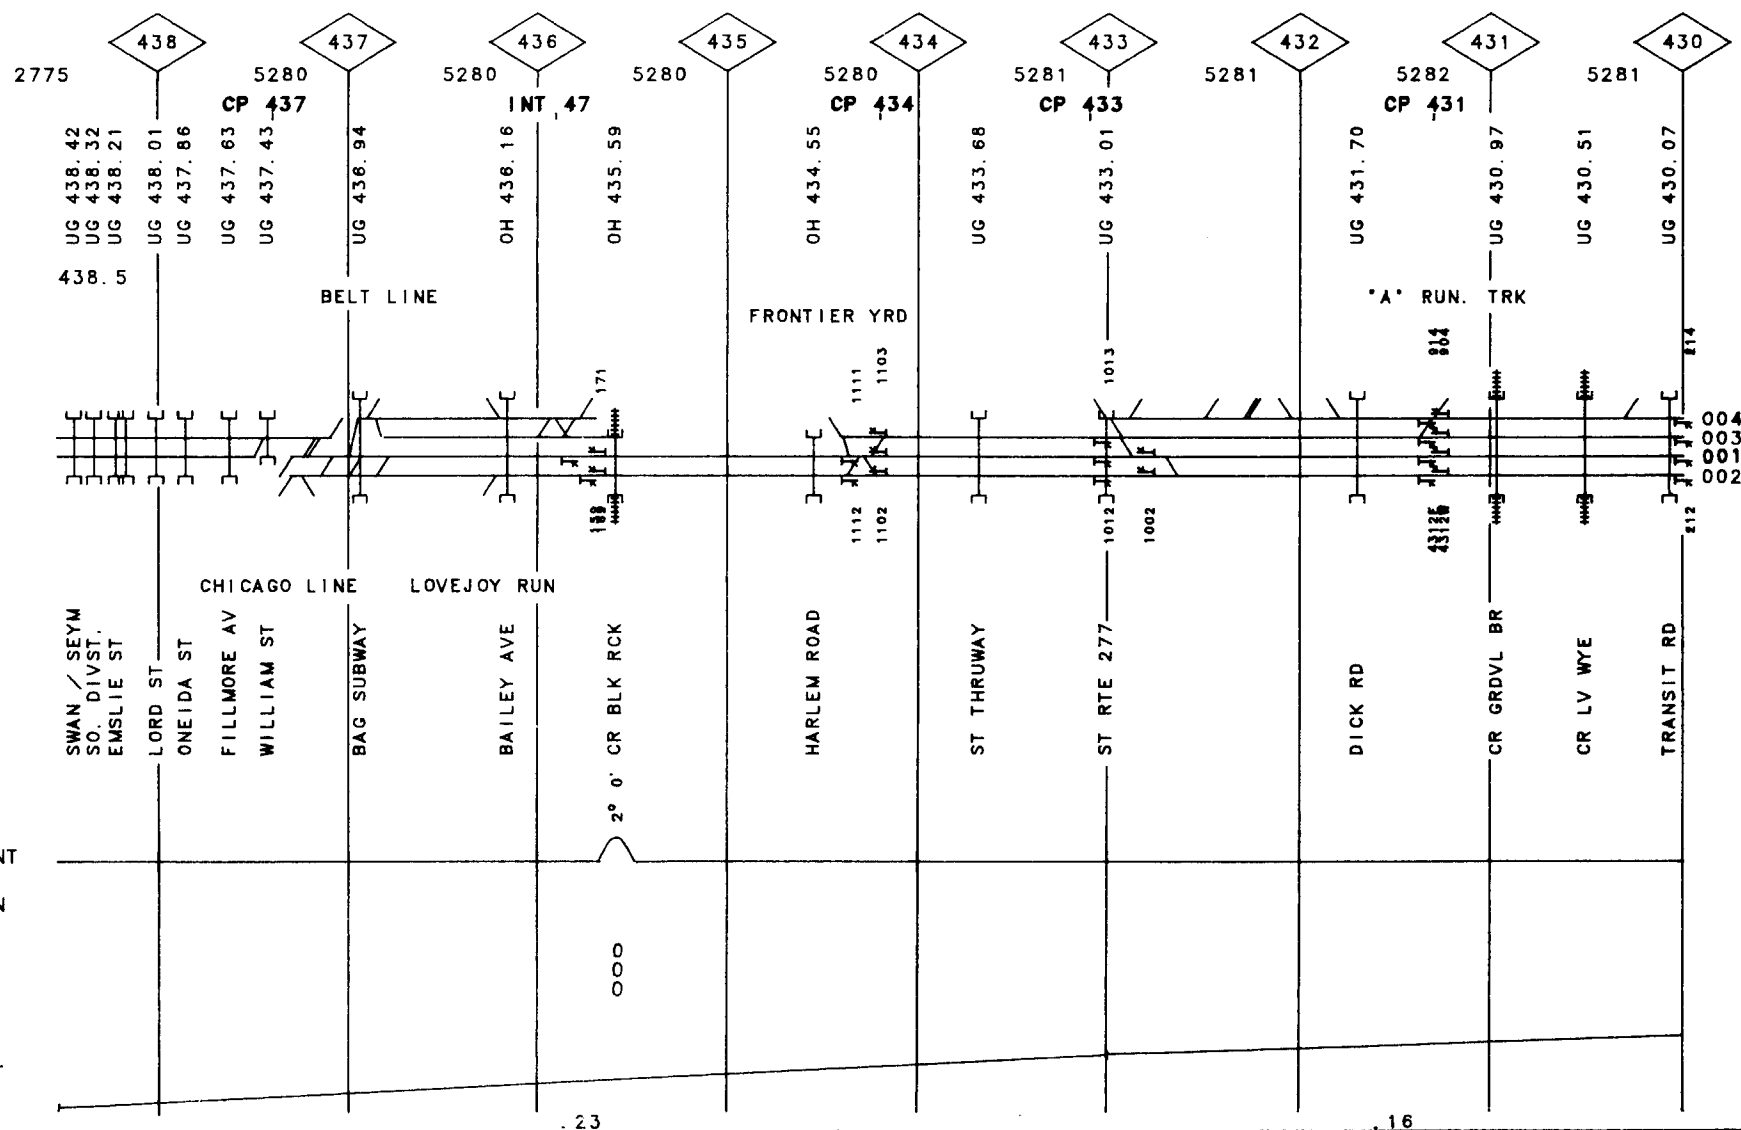 438 437 436 435 434 433 432 431 430
2775 5280 5280 5280 5280 5281 5281 5282 5281
CP 437 INT 47 CP 434 CP 433 CP 431
UG 438.42
UG 438.32
UG 438.21
UG 438.01
UG 437.86
UG 437.63
UG 437.43
UG 436.94
OH 436.16
OH 435.59
OH 434.55
UG 433.68
UG 433.01
UG 431.70
UG 430.97
UG 430.51
UG 430.07
438.5
BELT LINE
FRONTIER YRD
"A" RUN. TRK
171
1111
1103
1013
914
904
214
004
003
001
002
1112
1102
1012
1002
4312E
4312W
212
CHICAGO LINE LOVEJOY RUN
SWAN / SEYM
SO. DIVST.
EMSLIE ST
LORD ST
ONEIDA ST
FILLMORE AV
WILLIAM ST
BAG SUBWAY
BAILEY AVE
2° 0' CR BLK RCK
HARLEM ROAD
ST THRUWAY
ST RTE 277
DICK RD
CR GRDVL BR
CR LV WYE
TRANSIT RD
NT
N
0
0
0
.23 .16